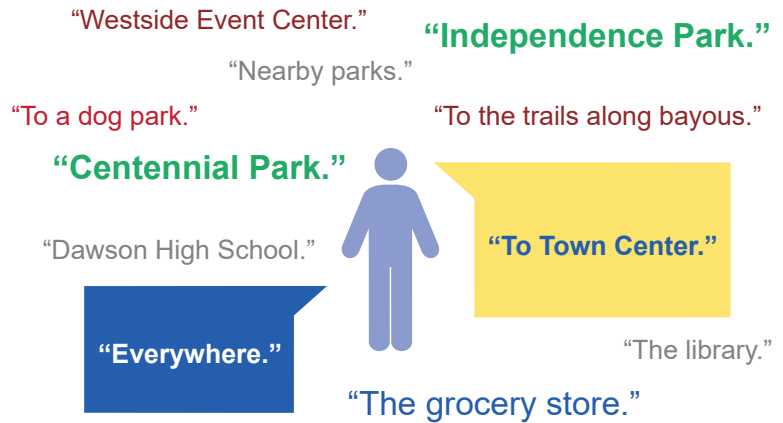 “Westside Event Center.”
“Independence Park.”
“Nearby parks.”
“To a dog park.”
“To the trails along bayous.”
“Centennial Park.”
“Dawson High School.”
“To Town Center.”
“Everywhere.”
“The library.”
“The grocery store.”